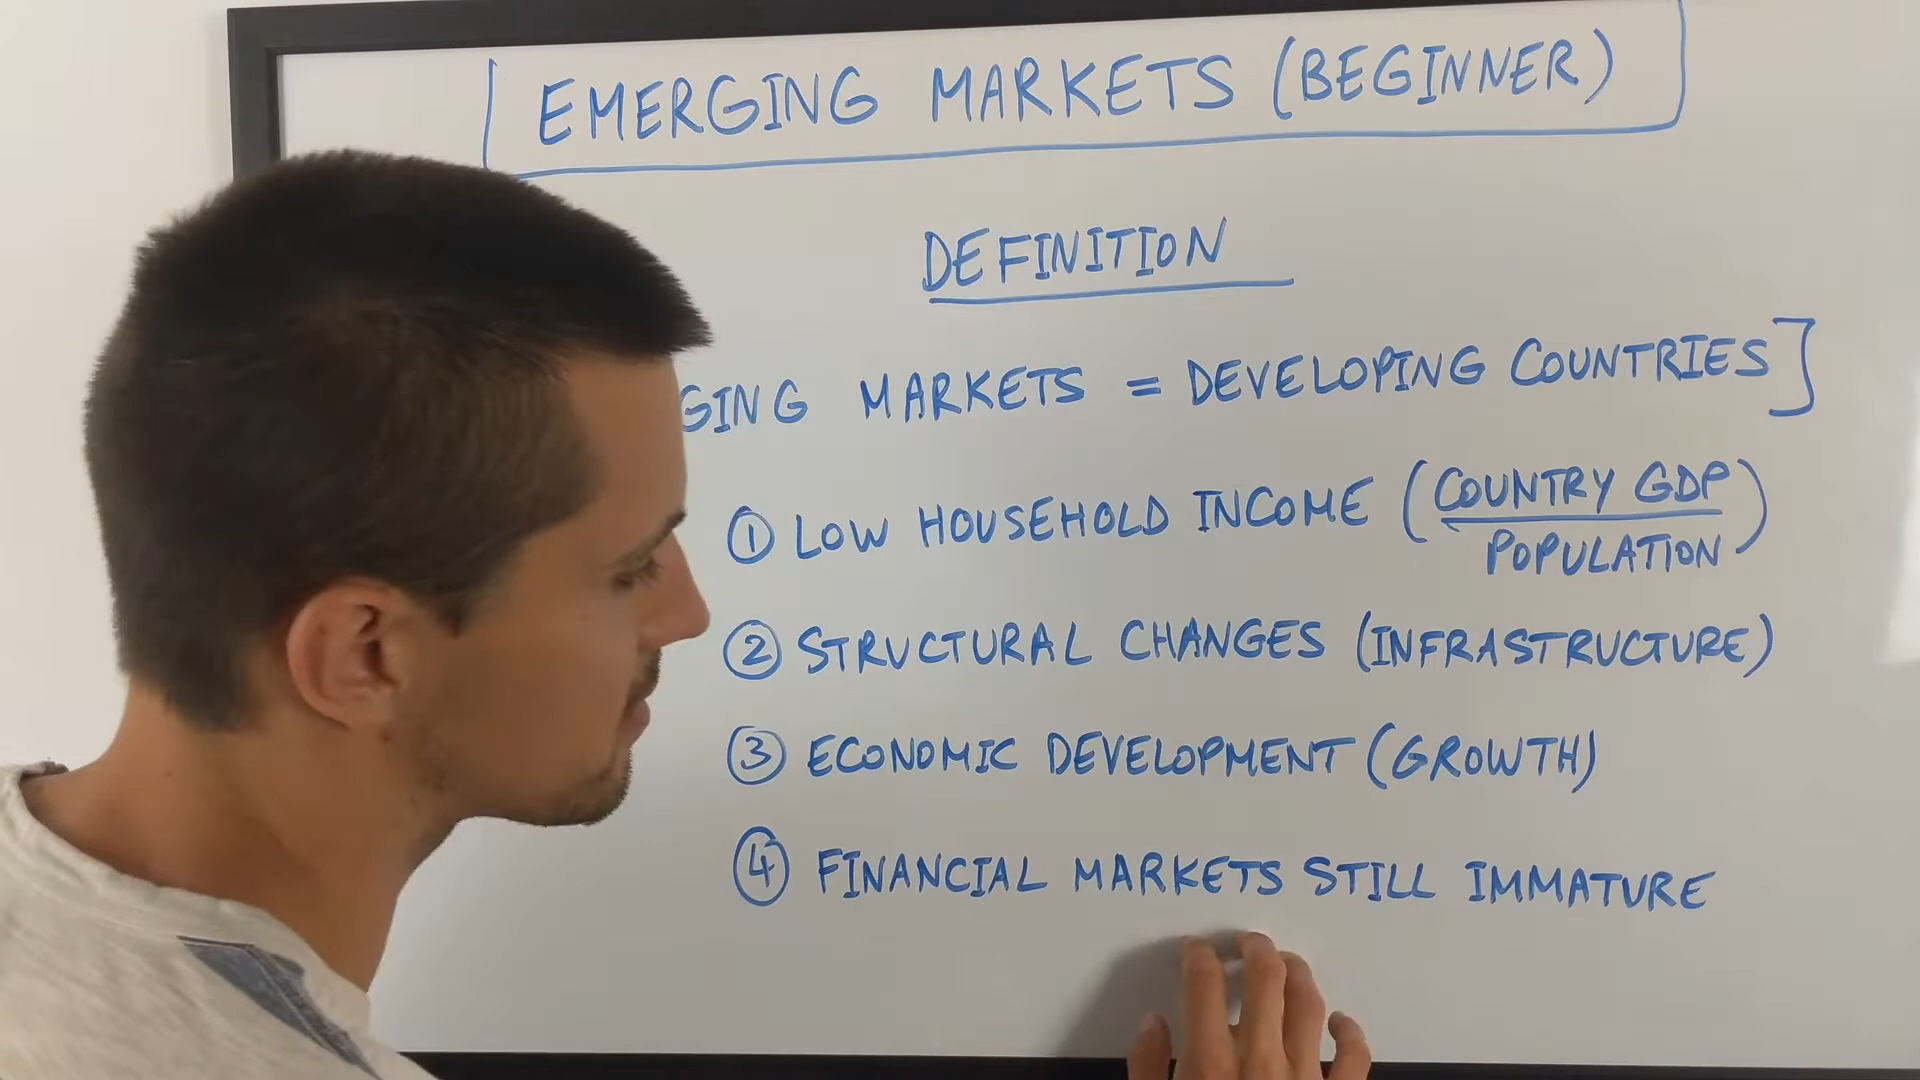 EMERGING MARKETS (BEGINNER)
DEFINITION
GING MARKETS = DEVELOPING COUNTRIES]
① LOW HOUSEHOLD INCOME (COUNTRY GDP
POPULATION)
② STRUCTURAL CHANGES (INFRASTRUCTURE)
③ ECONOMIC DEVELOPMENT (GROWTH)
④ FINANCIAL MARKETS STILL IMMATURE